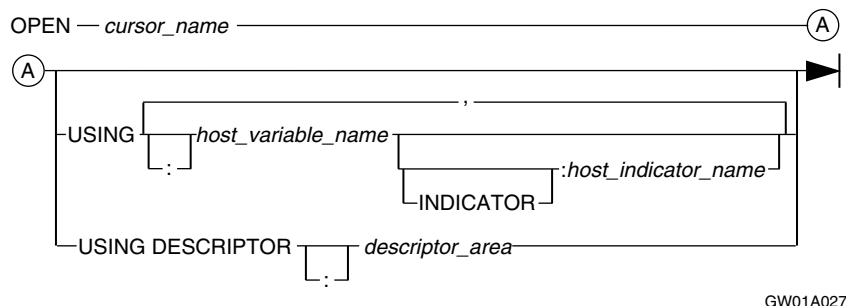 OPEN cursor_name A
A
,
USING host_variable_name
: :host_indicator_name
INDICATOR
USING DESCRIPTOR descriptor_area
:
GW01A027